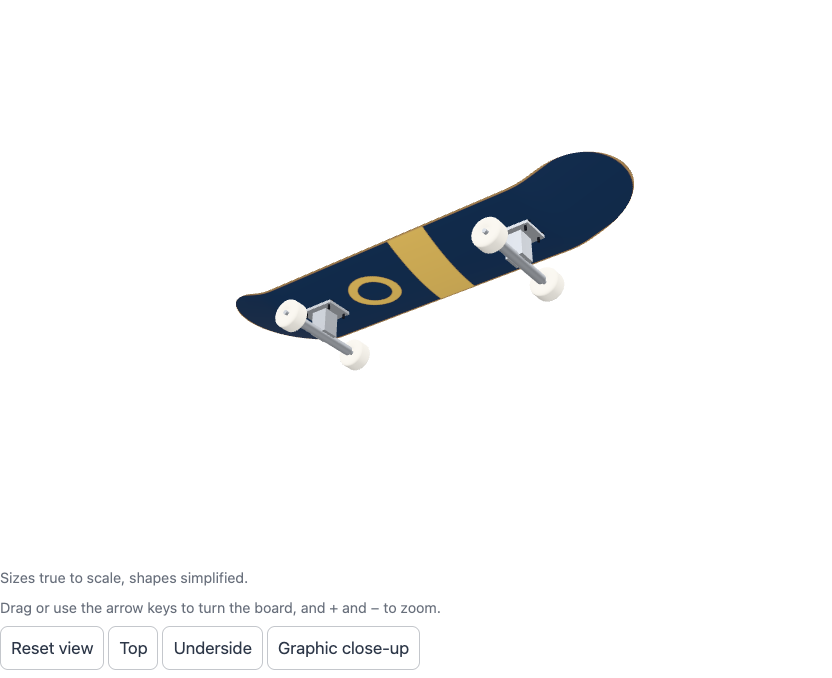 Sizes true to scale, shapes simplified.
Drag or use the arrow keys to turn the board, and + and – to zoom.
Reset view Top Underside Graphic close-up